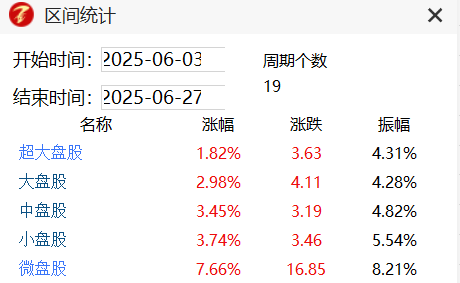 区间统计
开始时间： 2025-06-03
周期个数
19
结束时间： 2025-06-27
名称 涨幅 涨跌 振幅
超大盘股 1.82% 3.63 4.31%
大盘股 2.98% 4.11 4.28%
中盘股 3.45% 3.19 4.82%
小盘股 3.74% 3.46 5.54%
微盘股 7.66% 16.85 8.21%